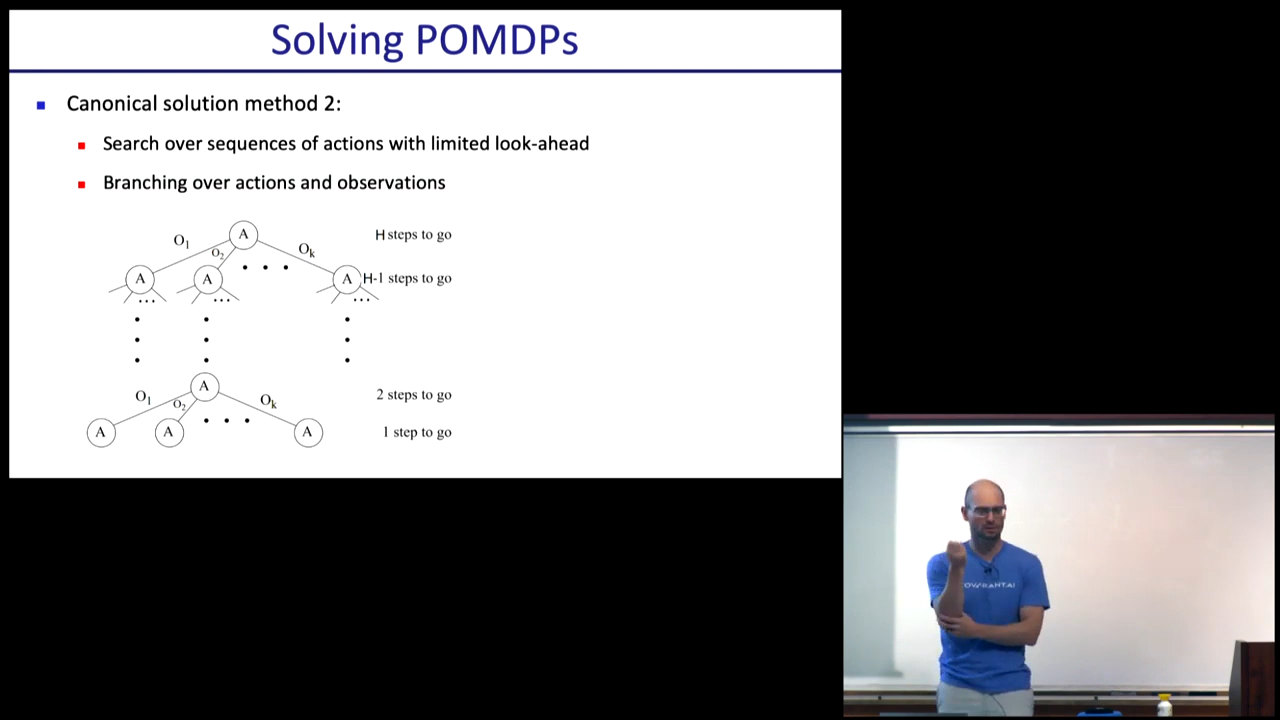 Solving POMDPs
Canonical solution method 2:
Search over sequences of actions with limited look-ahead
Branching over actions and observations
A H steps to go
O1 O2 Ok
A A A H-1 steps to go
... ... ...
A 2 steps to go
O1 O2 Ok
A A A 1 step to go